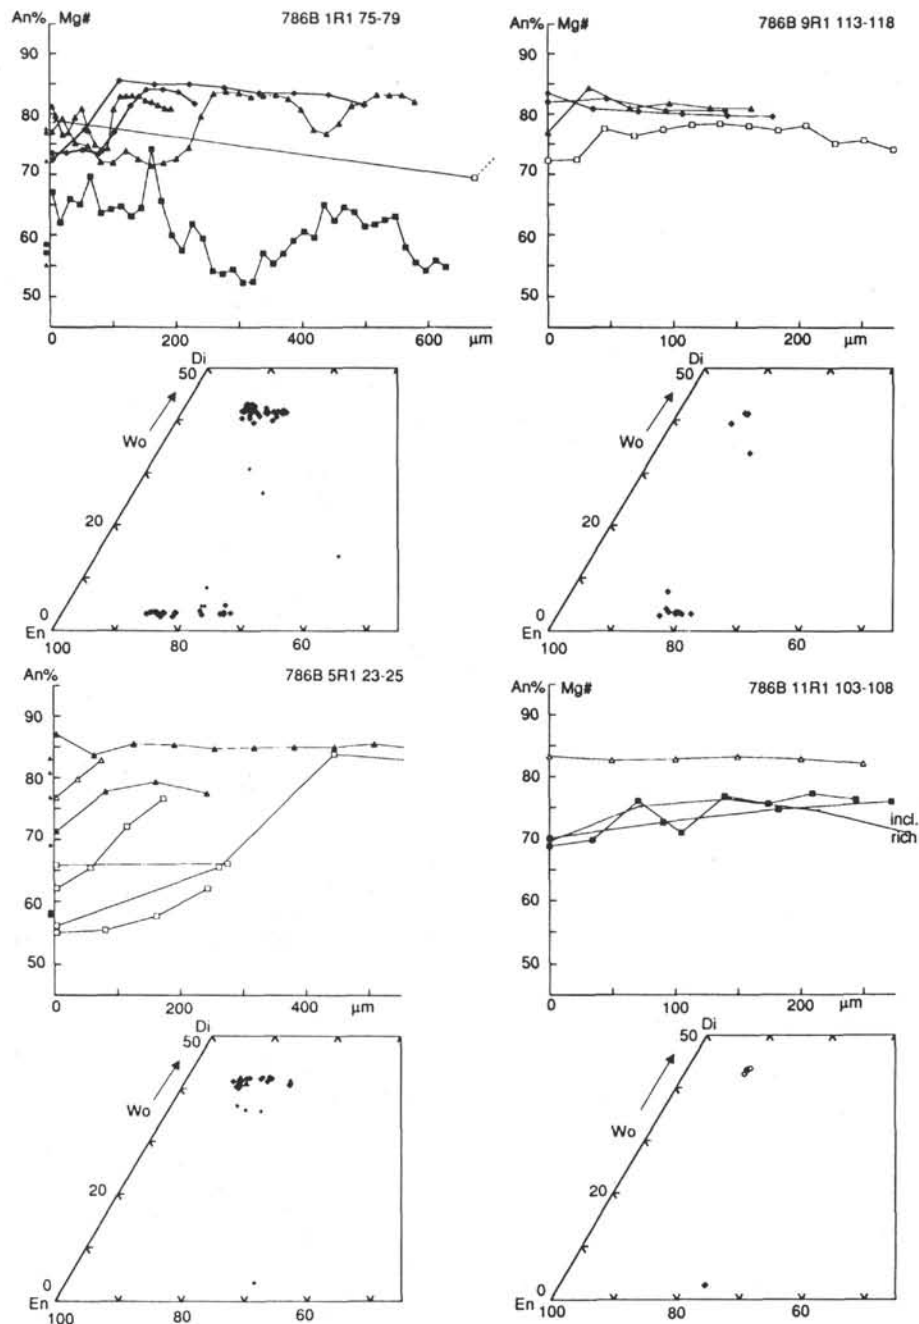 An% Mg# 786B 1R1 75-79
90
80
70
60
50
0 200 400 600 μm
Di
50
Wo
20
0
En
100 80 60
An% Mg# 786B 9R1 113-118
90
80
70
60
50
0 100 200 μm
Di
50
Wo
20
0
En
100 80 60
An% 786B 5R1 23-25
90
80
70
60
50
0 200 400 μm
Di
50
Wo
20
0
En
100 80 60
An% Mg# 786B 11R1 103-108
90
80
70
60
50
incl.
rich
0 100 200 μm
Di
50
Wo
20
0
En
100 80 60